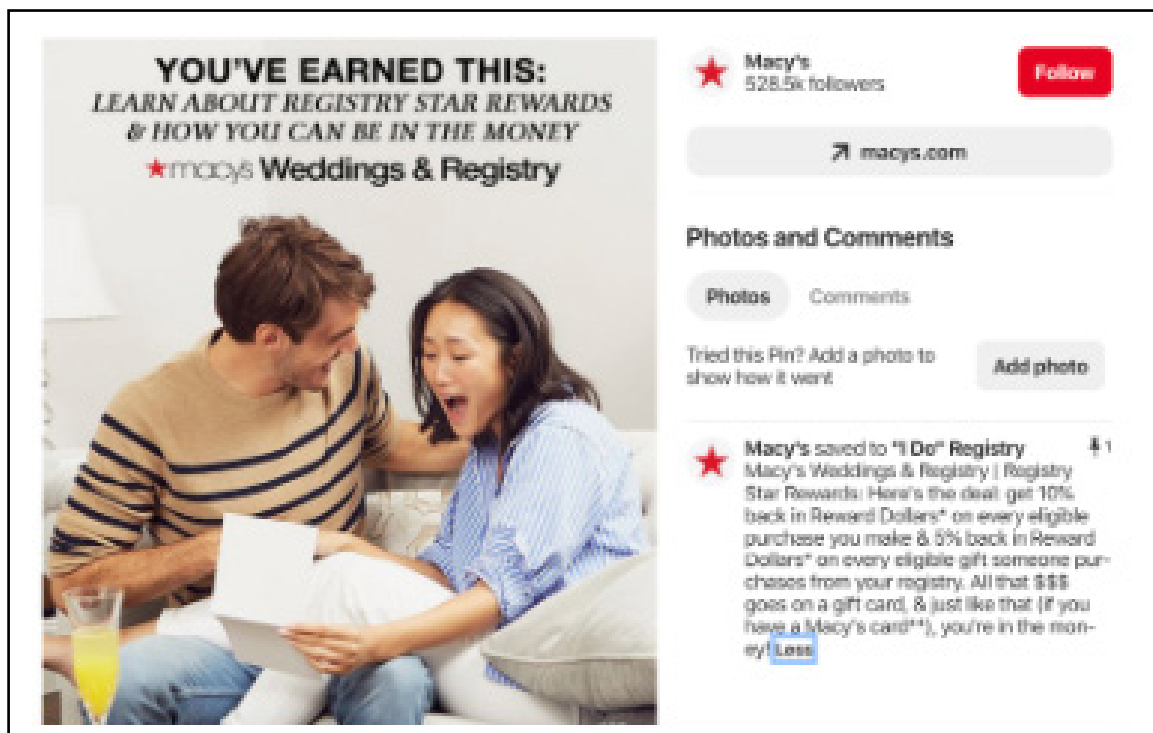 YOU'VE EARNED THIS:
LEARN ABOUT REGISTRY STAR REWARDS
& HOW YOU CAN BE IN THE MONEY
macys Weddings & Registry
Macy's
528.5k followers
Follow
macys.com
Photos and Comments
Photos Comments
Tried this Pin? Add a photo to
show how it went
Add photo
Macy's saved to "I Do" Registry
1
Macy's Weddings & Registry | Registry
Star Rewards: Here's the deal: get 10%
back in Reward Dollars* on every eligible
purchase you make & 5% back in Reward
Dollars* on every eligible gift someone pur-
chases from your registry. All that $$$
goes on a gift card, & just like that (if you
have a Macy's card**), you're in the mon-
ey! Less